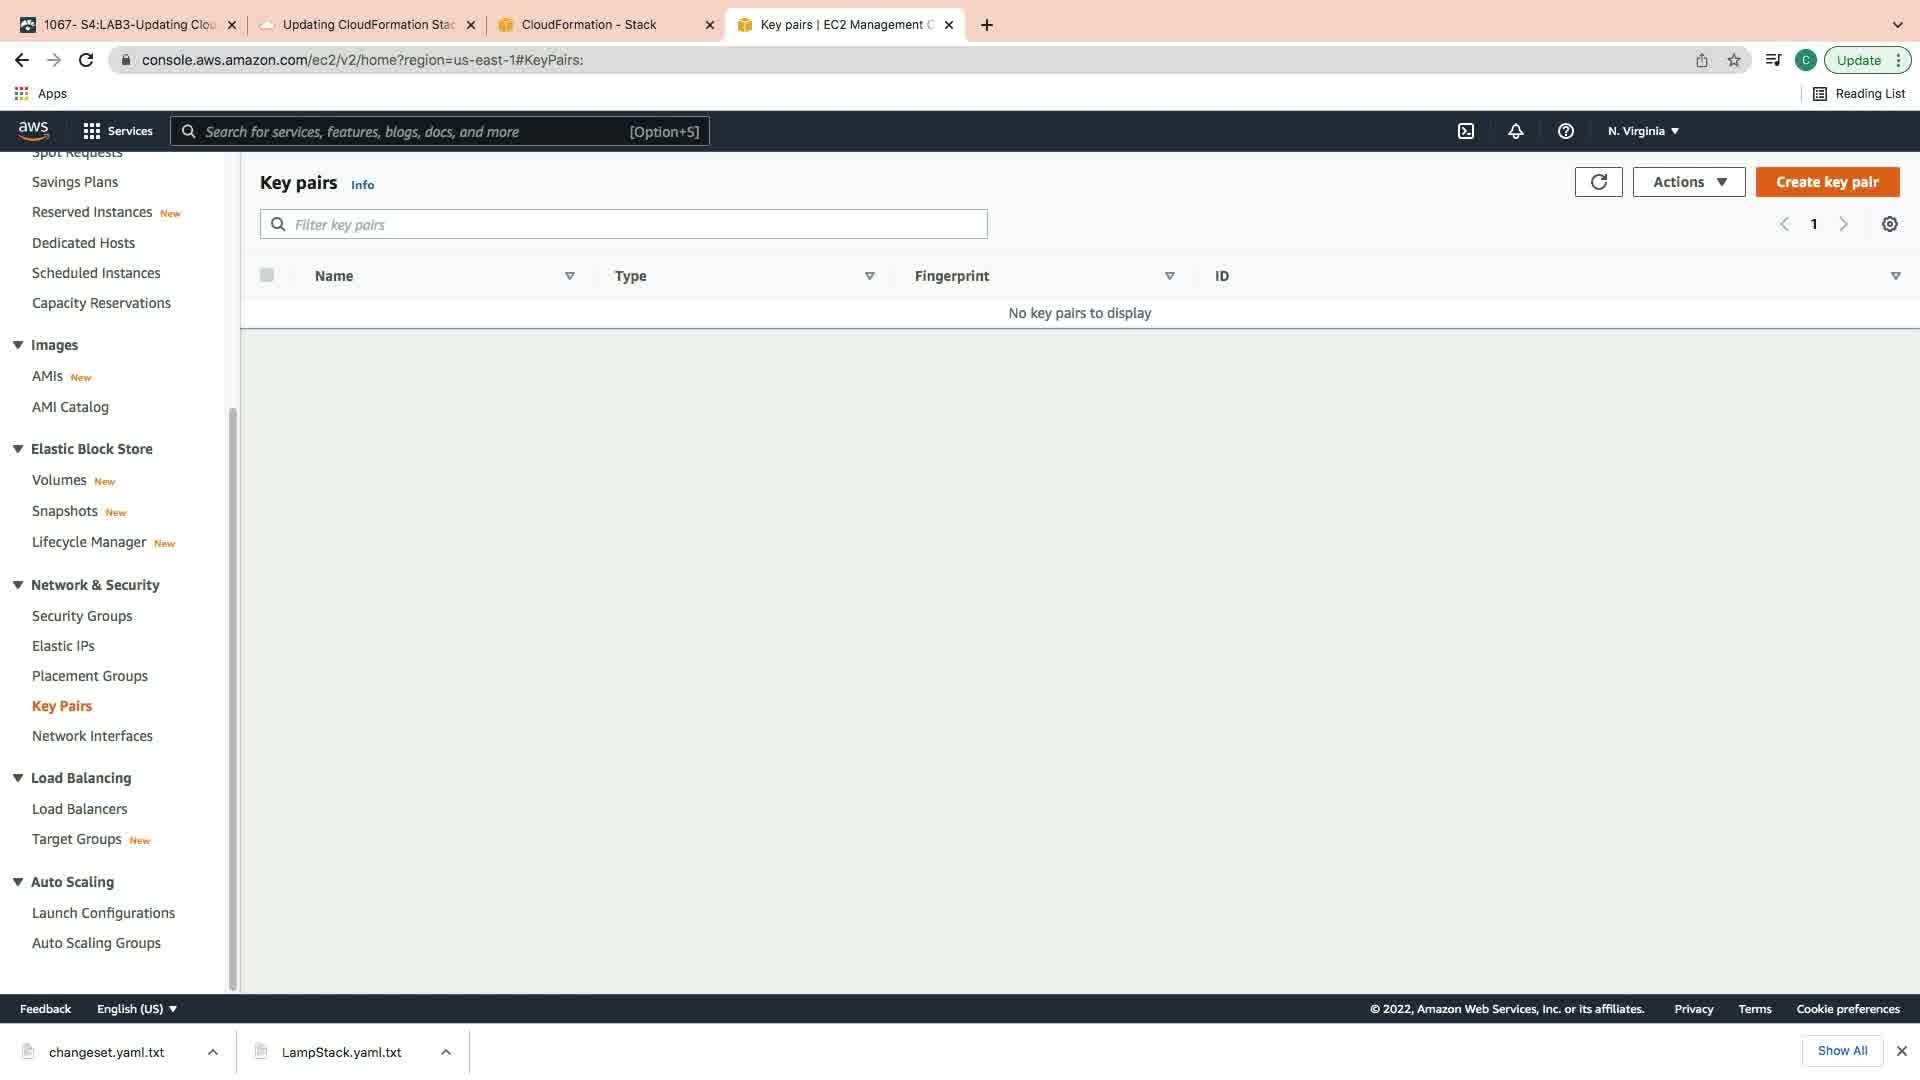 1067- S4:LAB3-Updating Clou
Updating CloudFormation Stac
CloudFormation - Stack
Key pairs | EC2 Management C
console.aws.amazon.com/ec2/v2/home?region=us-east-1#KeyPairs:
C
Update
Apps
Reading List
aws
Services
Search for services, features, blogs, docs, and more
[Option+S]
N. Virginia
Spot Requests
Savings Plans
Reserved Instances New
Dedicated Hosts
Scheduled Instances
Capacity Reservations
Images
AMIs New
AMI Catalog
Elastic Block Store
Volumes New
Snapshots New
Lifecycle Manager New
Network & Security
Security Groups
Elastic IPs
Placement Groups
Key Pairs
Network Interfaces
Load Balancing
Load Balancers
Target Groups New
Auto Scaling
Launch Configurations
Auto Scaling Groups
Key pairs Info
Actions
Create key pair
Filter key pairs
1
Name Type Fingerprint ID
No key pairs to display
Feedback English (US)
© 2022, Amazon Web Services, Inc. or its affiliates. Privacy Terms Cookie preferences
changeset.yaml.txt
LampStack.yaml.txt
Show All